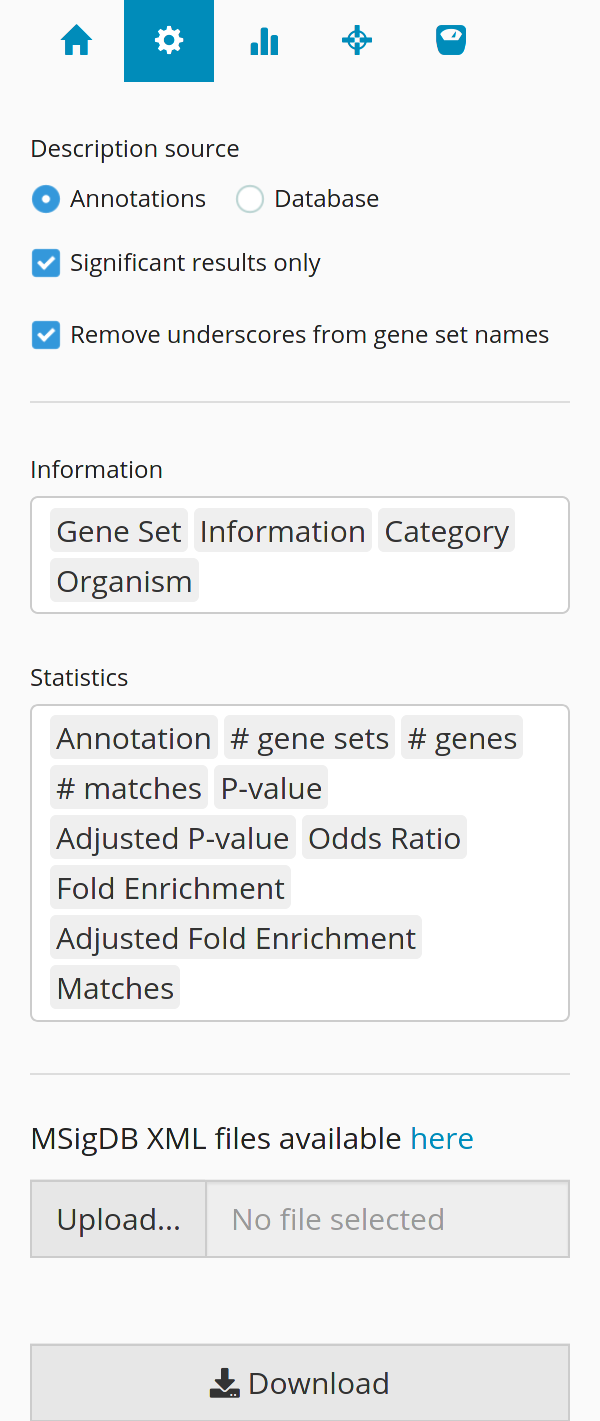 Description source
Annotations Database
Significant results only
Remove underscores from gene set names
Information
Gene Set Information Category
Organism
Statistics
Annotation # gene sets # genes
# matches P-value
Adjusted P-value Odds Ratio
Fold Enrichment
Adjusted Fold Enrichment
Matches
MSigDB XML files available here
Upload... No file selected
Download